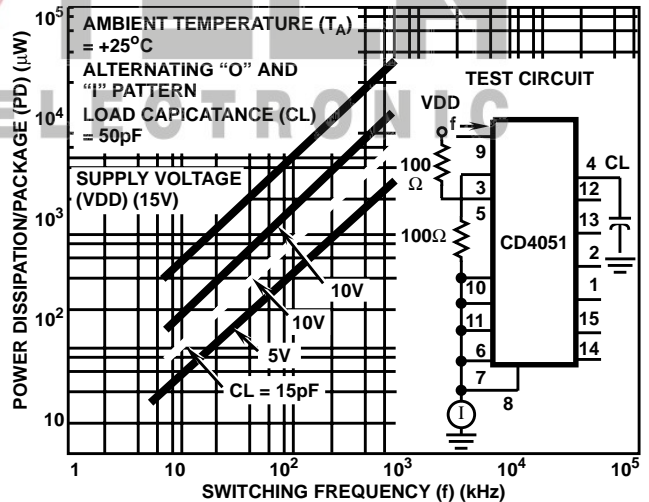 AMBIENT TEMPERATURE (TA)
= +25°C
ALTERNATING “O” AND
“I” PATTERN
LOAD CAPICATANCE (CL)
= 50pF
SUPPLY VOLTAGE
(VDD) (15V)
10V
10V
5V
CL = 15pF
POWER DISSIPATION/PACKAGE (PD) (μW)
10⁵
10⁴
10³
10²
10
1
10
10²
10³
10⁴
10⁵
SWITCHING FREQUENCY (f) (kHz)
TEST CIRCUIT
VDD
f
100
Ω
100Ω
CD4051
9
3
5
10
11
6
7
8
4 CL
12
13
2
1
15
14
I
ELECTRONIC